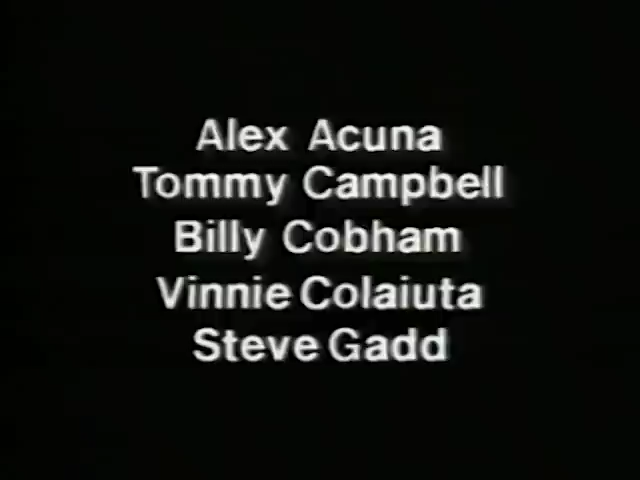 Alex Acuna
Tommy Campbell
Billy Cobham
Vinnie Colaiuta
Steve Gadd